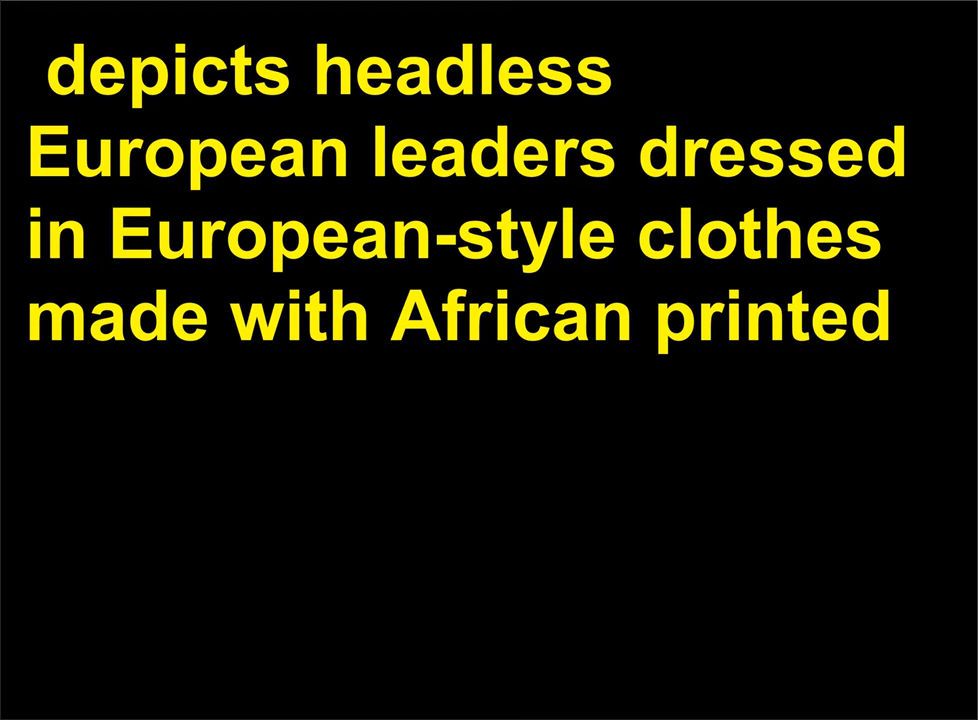 depicts headless
European leaders dressed
in European-style clothes
made with African printed